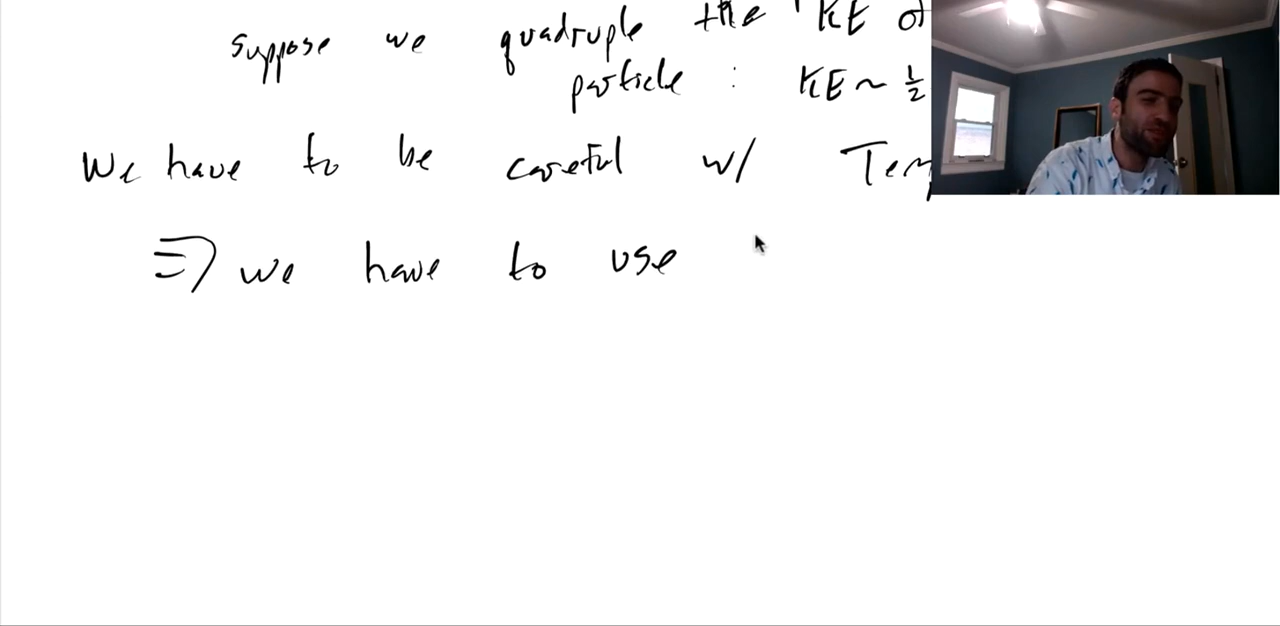 suppose we quadruple the KE of
particle : KE ~ 1/2
We have to be careful w/ Tem
⇒ we have to use